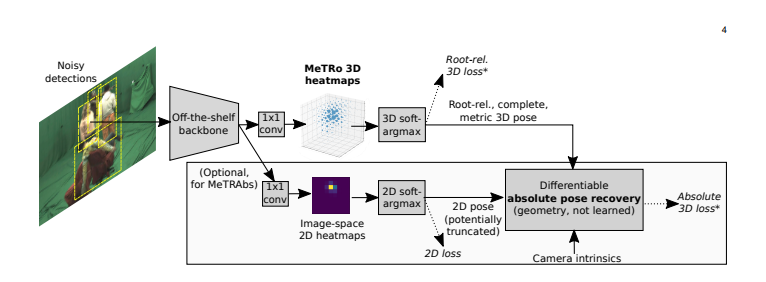 4
Noisy
detections
Off-the-shelf
backbone
1x1
conv
MeTRo 3D
heatmaps
3D soft-
argmax
Root-rel.
3D loss*
Root-rel., complete,
metric 3D pose
(Optional,
for MeTRAbs)
1x1
conv
Image-space
2D heatmaps
2D soft-
argmax
2D pose
(potentially
truncated)
2D loss
Differentiable
absolute pose recovery
(geometry, not learned)
Absolute
3D loss*
Camera intrinsics